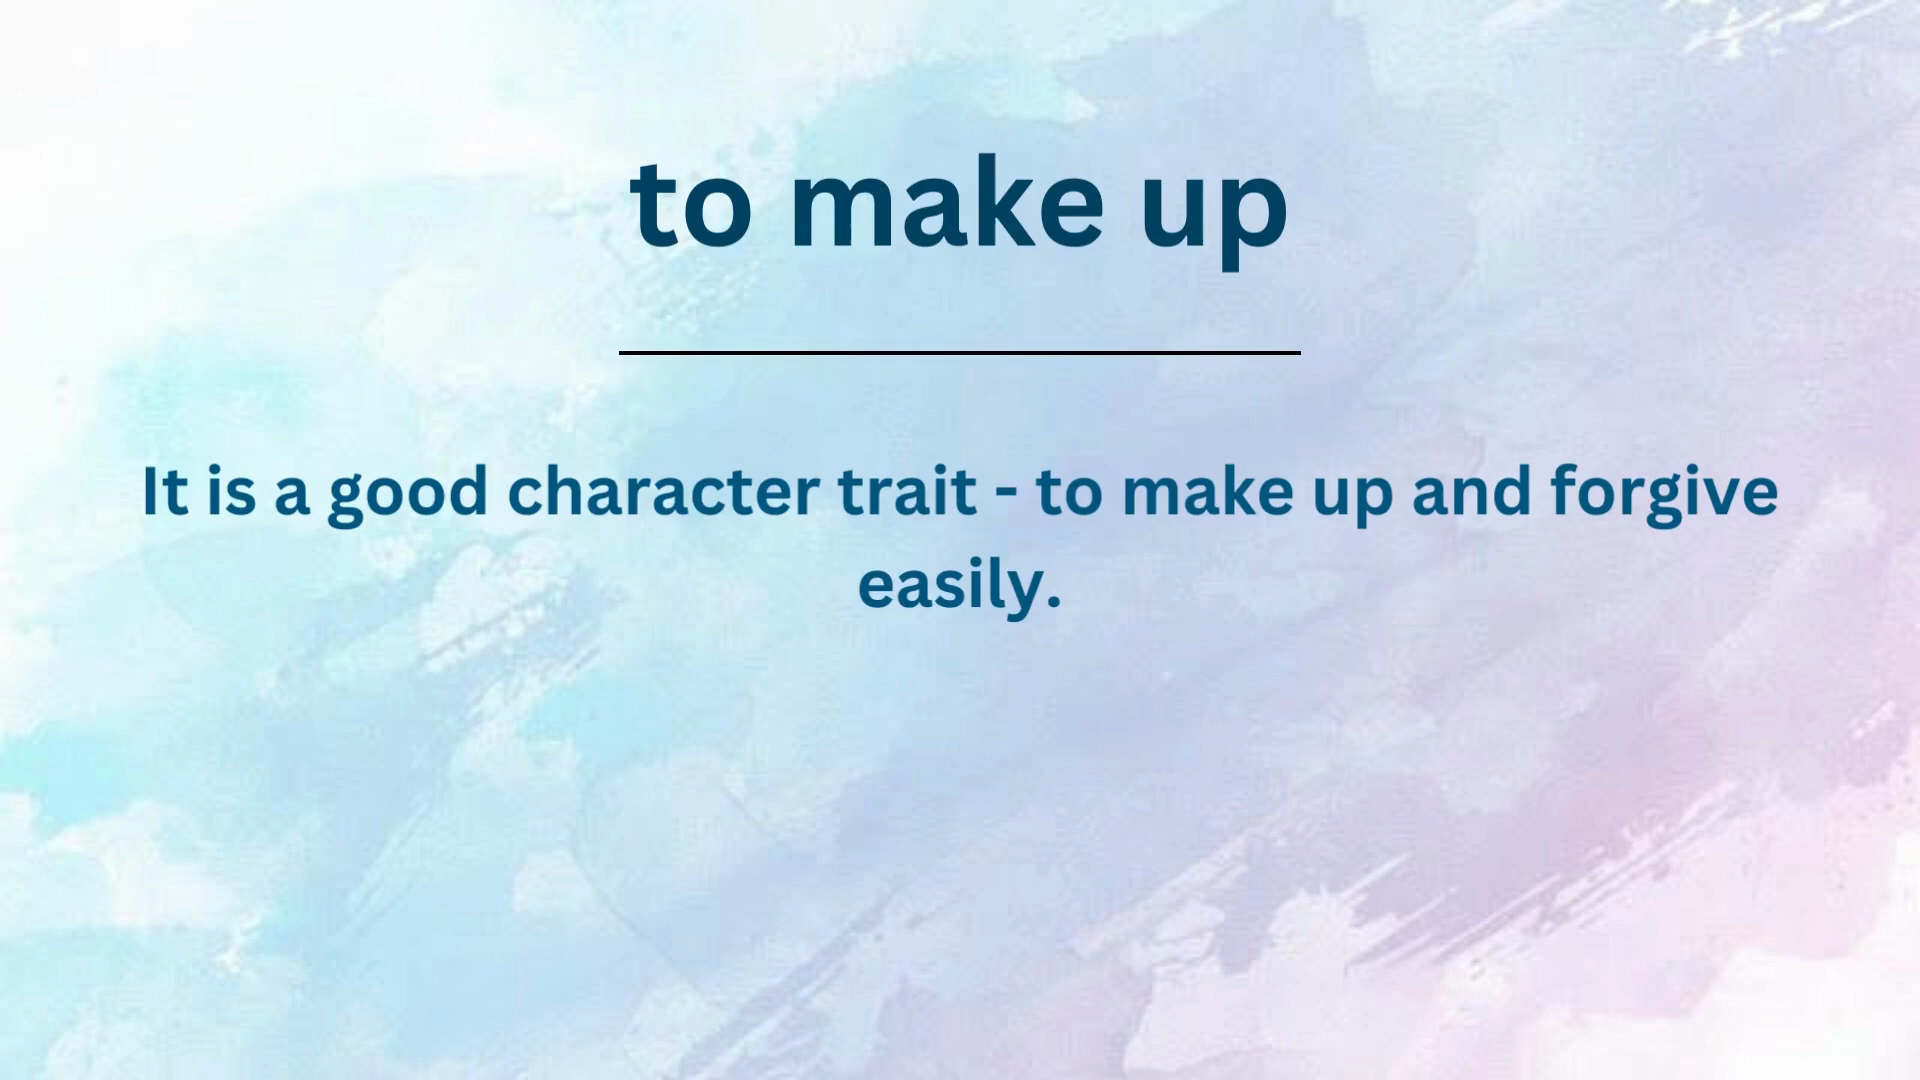 to make up
It is a good character trait - to make up and forgive
easily.